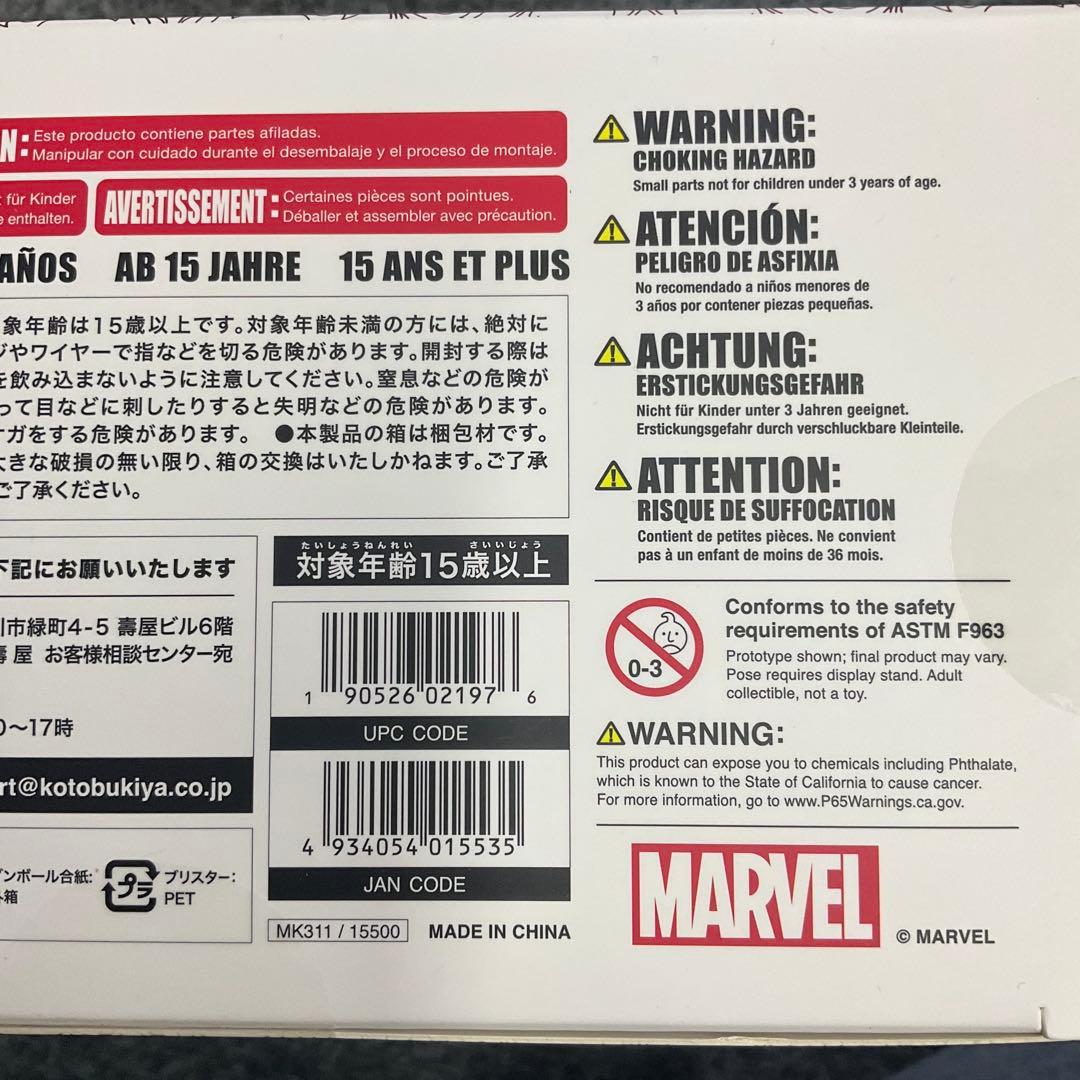 N: Este producto contiene partes afiladas.
Manipular con cuidado durante el desembalaje y el proceso de montaje.
für Kinder
enthalten.
AVERTISSEMENT: Certaines pièces sont pointues.
Déballer et assembler avec précaution.
AÑOS AB 15 JAHRE 15 ANS ET PLUS
象年齢は15歳以上です。対象年齢未満の方には、絶対に
ジやワイヤーで指などを切る危険があります。開封する際は
を飲み込まないように注意してください。窒息などの危険が
って目などに刺したりすると失明などの危険があります。
ガをする危険があります。 ●本製品の箱は梱包材です。
大きな破損の無い限り、箱の交換はいたしかねます。ご了承
ご了承ください。
下記にお願いいたします
川市緑町4-5 壽屋ビル6階
壽屋 お客様相談センター宛
0〜17時
rt@kotobukiya.co.jp
ンボール合紙:
箱
プラ
ブリスター:
PET
たいしょうねんれい さいいじょう
対象年齢15歳以上
1 90526 02197 6
UPC CODE
4 934054 015535
JAN CODE
MK311 / 15500 MADE IN CHINA
WARNING:
CHOKING HAZARD
Small parts not for children under 3 years of age.
ATENCIÓN:
PELIGRO DE ASFIXIA
No recomendado a niños menores de
3 años por contener piezas pequeñas.
ACHTUNG:
ERSTICKUNGSGEFAHR
Nicht für Kinder unter 3 Jahren geeignet.
Erstickungsgefahr durch verschluckbare Kleinteile.
ATTENTION:
RISQUE DE SUFFOCATION
Contient de petites pièces. Ne convient
pas à un enfant de moins de 36 mois.
0-3
Conforms to the safety
requirements of ASTM F963
Prototype shown; final product may vary.
Pose requires display stand. Adult
collectible, not a toy.
WARNING:
This product can expose you to chemicals including Phthalate,
which is known to the State of California to cause cancer.
For more information, go to www.P65Warnings.ca.gov.
MARVEL
© MARVEL